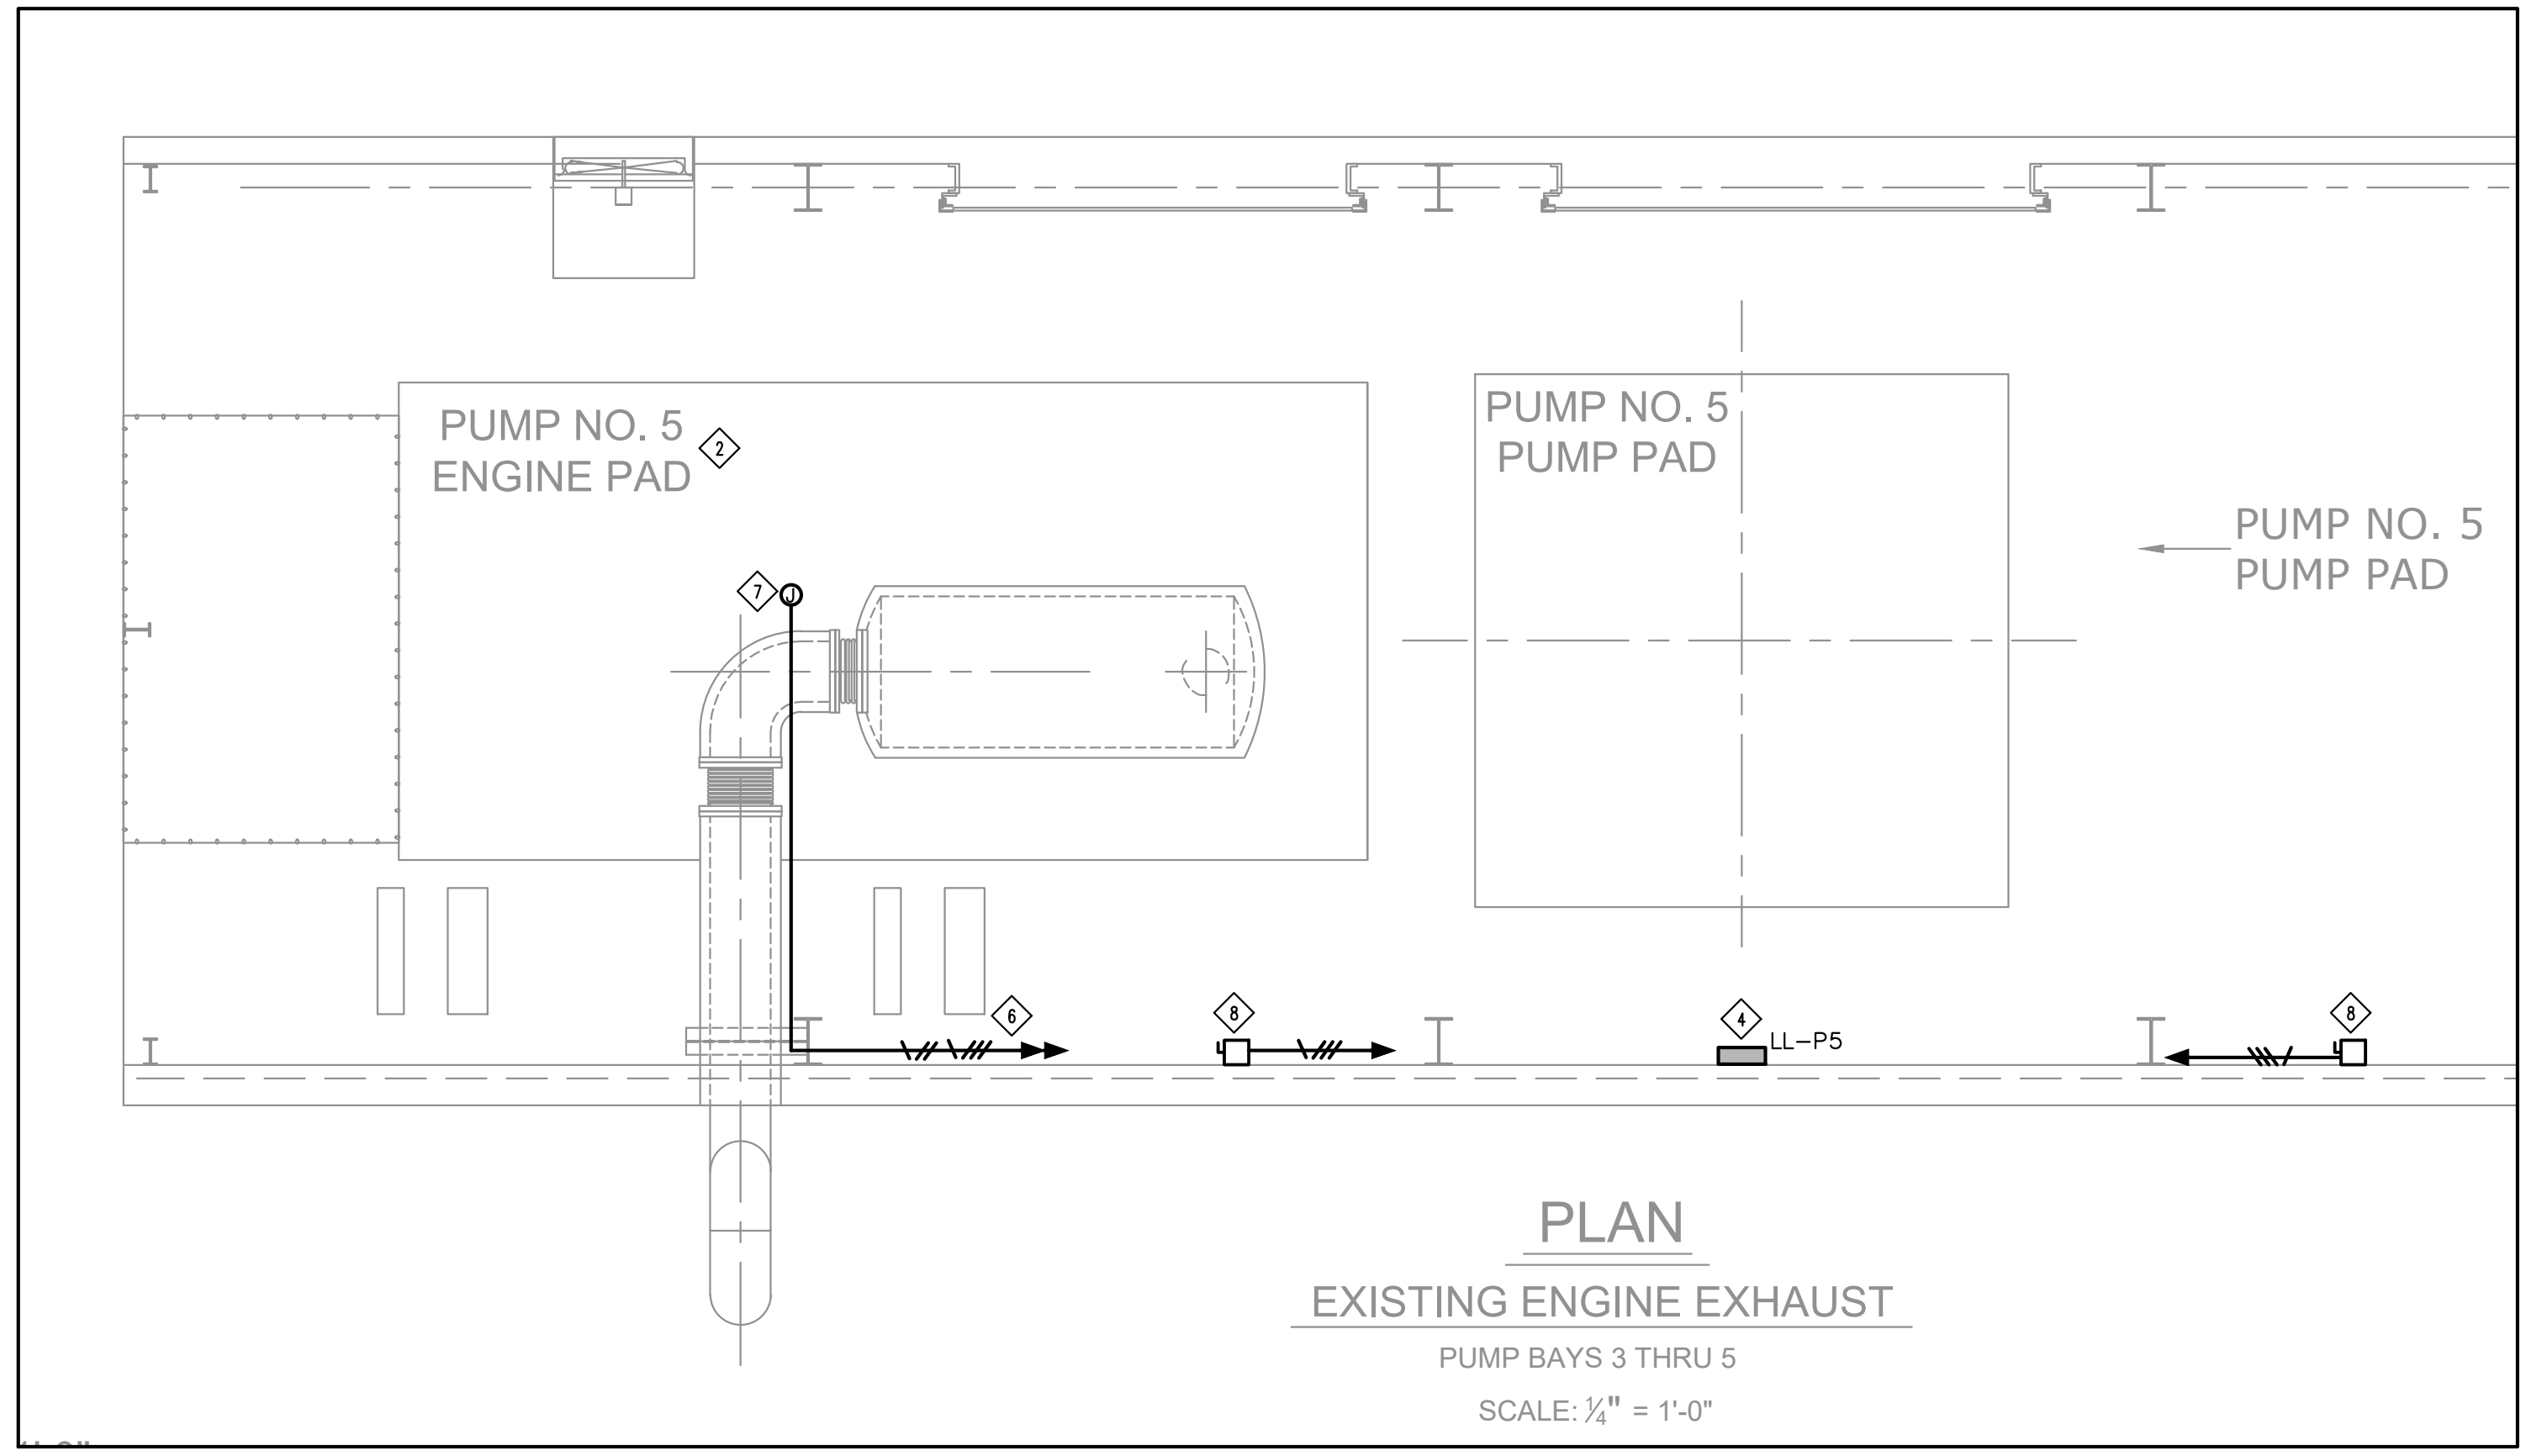 PUMP NO. 5
ENGINE PAD
2
PUMP NO. 5
PUMP PAD
PUMP NO. 5
PUMP PAD
7
J
6
8
4
LL-P5
8
PLAN
EXISTING ENGINE EXHAUST
PUMP BAYS 3 THRU 5
SCALE: 1/4" = 1'-0"